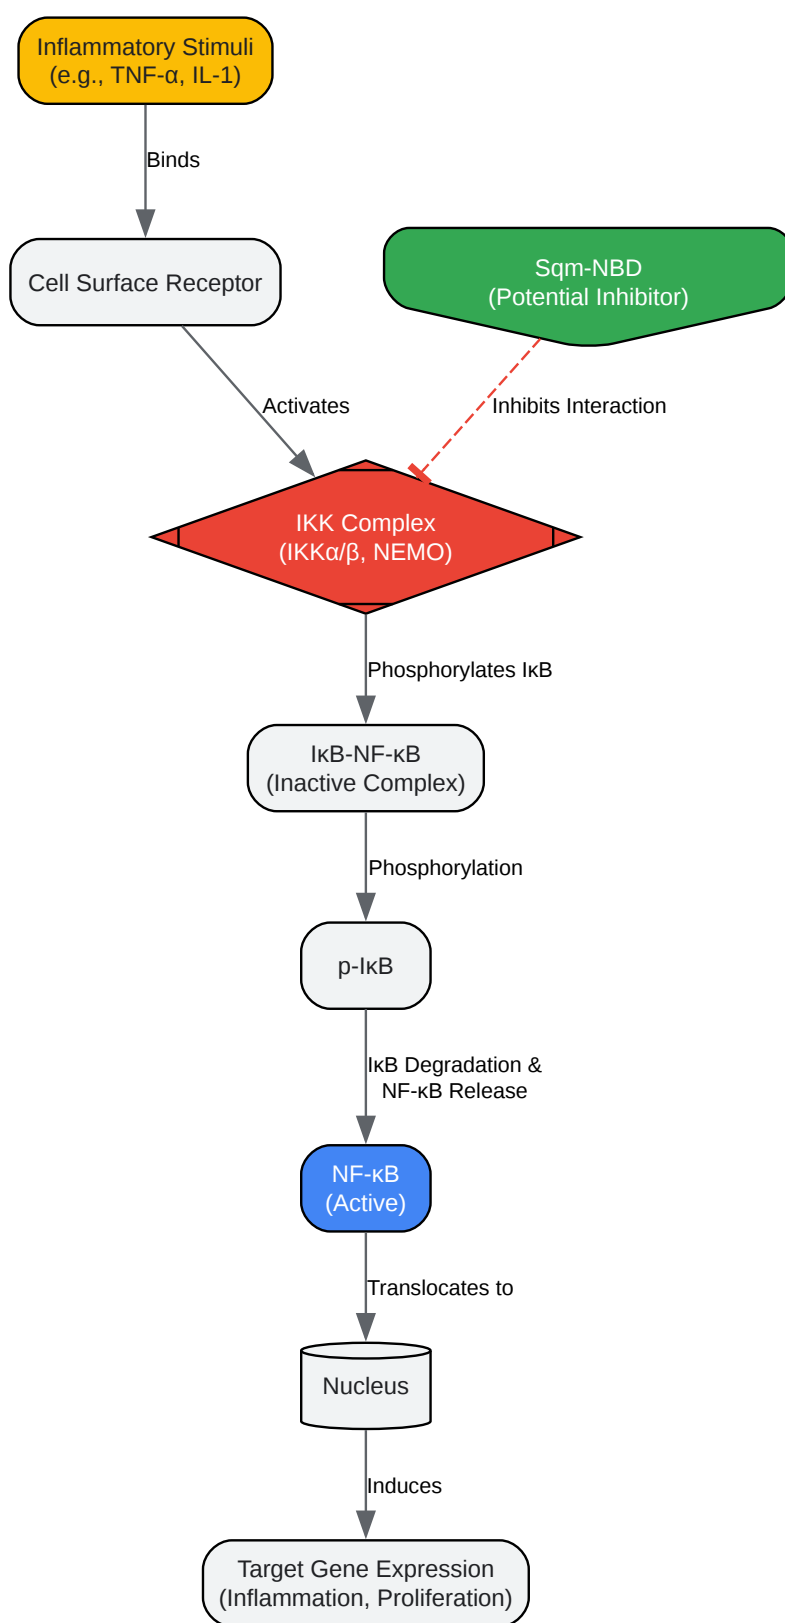 Inflammatory Stimuli
(e.g., TNF-α, IL-1)
Binds
Cell Surface Receptor
Sqm-NBD
(Potential Inhibitor)
Activates
Inhibits Interaction
IKK Complex
(IKKα/β, NEMO)
Phosphorylates IκB
IκB-NF-κB
(Inactive Complex)
Phosphorylation
p-IκB
IκB Degradation &
NF-κB Release
NF-κB
(Active)
Translocates to
Nucleus
Induces
Target Gene Expression
(Inflammation, Proliferation)